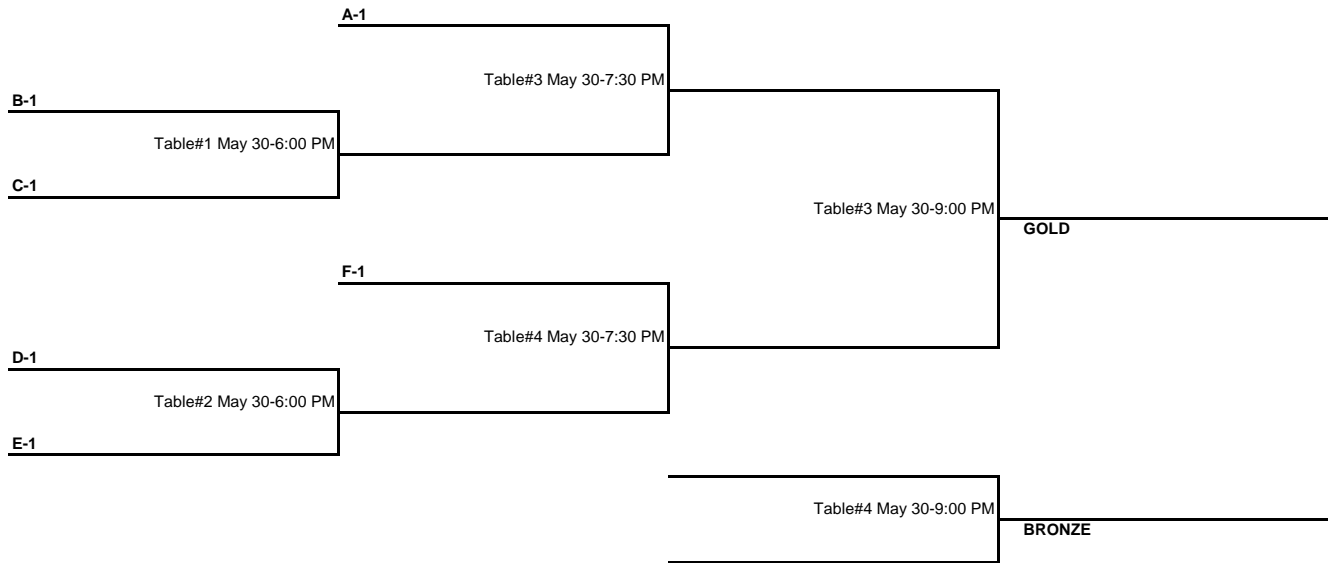 A-1
Table#3 May 30-7:30 PM
B-1
Table#1 May 30-6:00 PM
C-1
Table#3 May 30-9:00 PM
GOLD
F-1
Table#4 May 30-7:30 PM
D-1
Table#2 May 30-6:00 PM
E-1
Table#4 May 30-9:00 PM
BRONZE